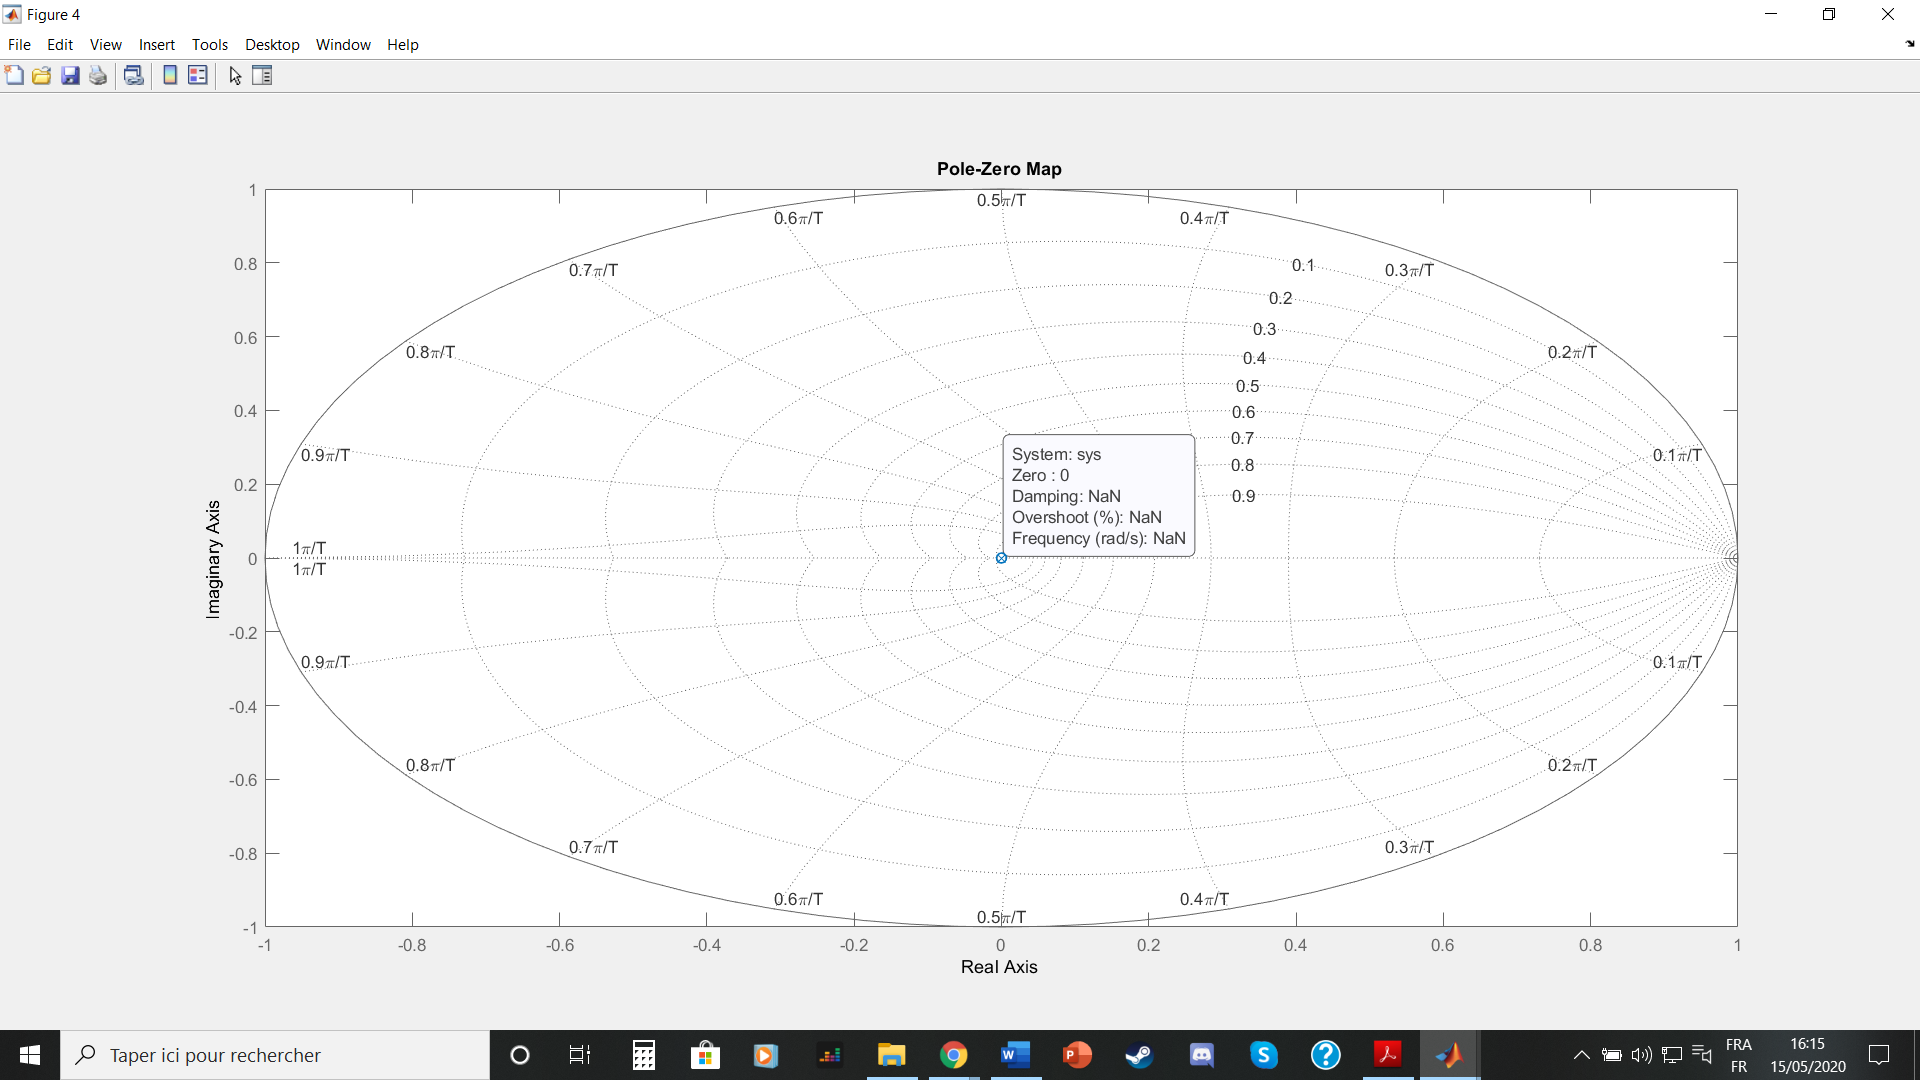 Figure 4
File Edit View Insert Tools Desktop Window Help
Pole-Zero Map
1
0.8
0.6
0.4
0.2
0
-0.2
-0.4
-0.6
-0.8
-1
Imaginary Axis
0.5π/T
0.6π/T
0.4π/T
0.7π/T
0.1
0.3π/T
0.2
0.3
0.8π/T
0.4
0.2π/T
0.5
0.6
0.7
0.9π/T
0.8
0.1π/T
0.9
System: sys
Zero : 0
Damping: NaN
Overshoot (%): NaN
Frequency (rad/s): NaN
1π/T
1π/T
0.9π/T
0.1π/T
0.8π/T
0.2π/T
0.7π/T
0.3π/T
0.6π/T
0.4π/T
0.5π/T
-1 -0.8 -0.6 -0.4 -0.2 0 0.2 0.4 0.6 0.8 1
Real Axis
Taper ici pour rechercher
FRA
FR
16:15
15/05/2020